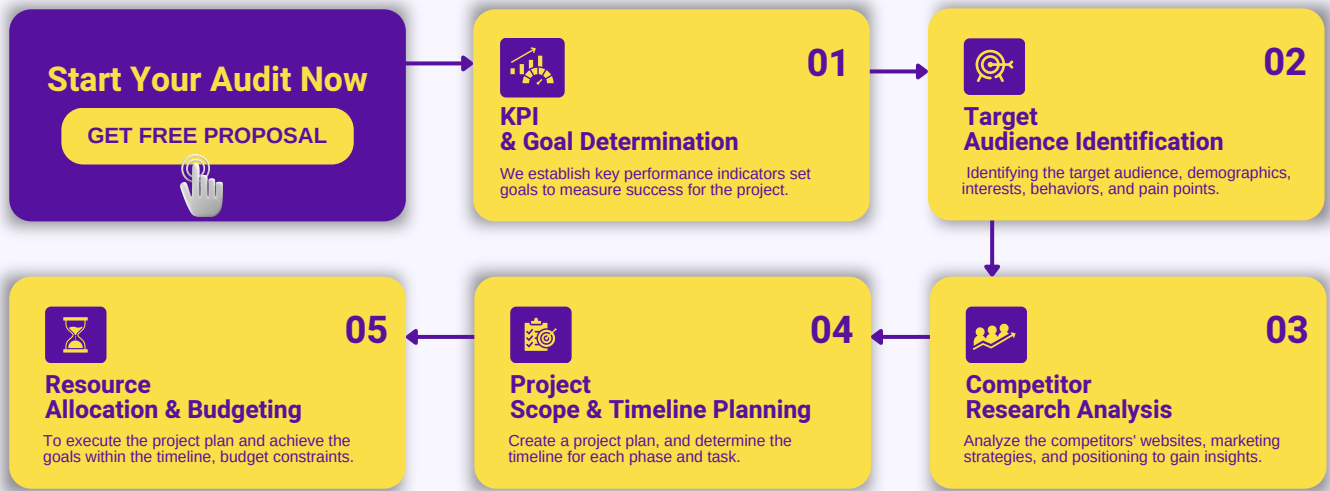 Start Your Audit Now
GET FREE PROPOSAL
01
KPI
& Goal Determination
We establish key performance indicators set
goals to measure success for the project.
02
Target
Audience Identification
Identifying the target audience, demographics,
interests, behaviors, and pain points.
03
Competitor
Research Analysis
Analyze the competitors' websites, marketing
strategies, and positioning to gain insights.
04
Project
Scope & Timeline Planning
Create a project plan, and determine the
timeline for each phase and task.
05
Resource
Allocation & Budgeting
To execute the project plan and achieve the
goals within the timeline, budget constraints.